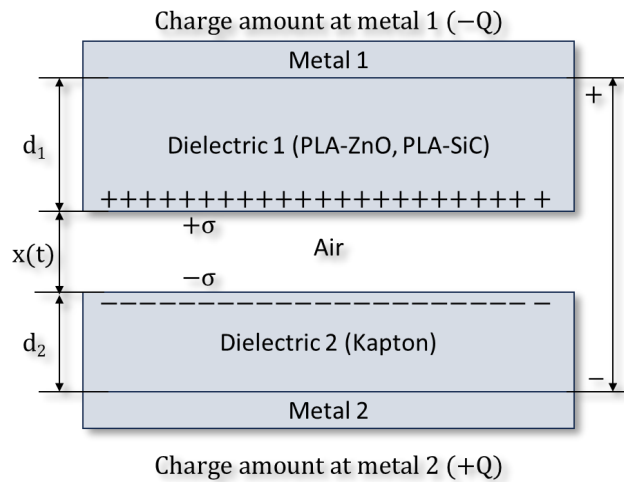 Charge amount at metal 1 (−Q)
Metal 1
+
d₁
Dielectric 1 (PLA-ZnO, PLA-SiC)
+++++++++++++++++++++ +
+σ
x(t)
Air
−σ
−−−−−−−−−−−−−−−−−−−− −
d₂
Dielectric 2 (Kapton)
−
Metal 2
Charge amount at metal 2 (+Q)